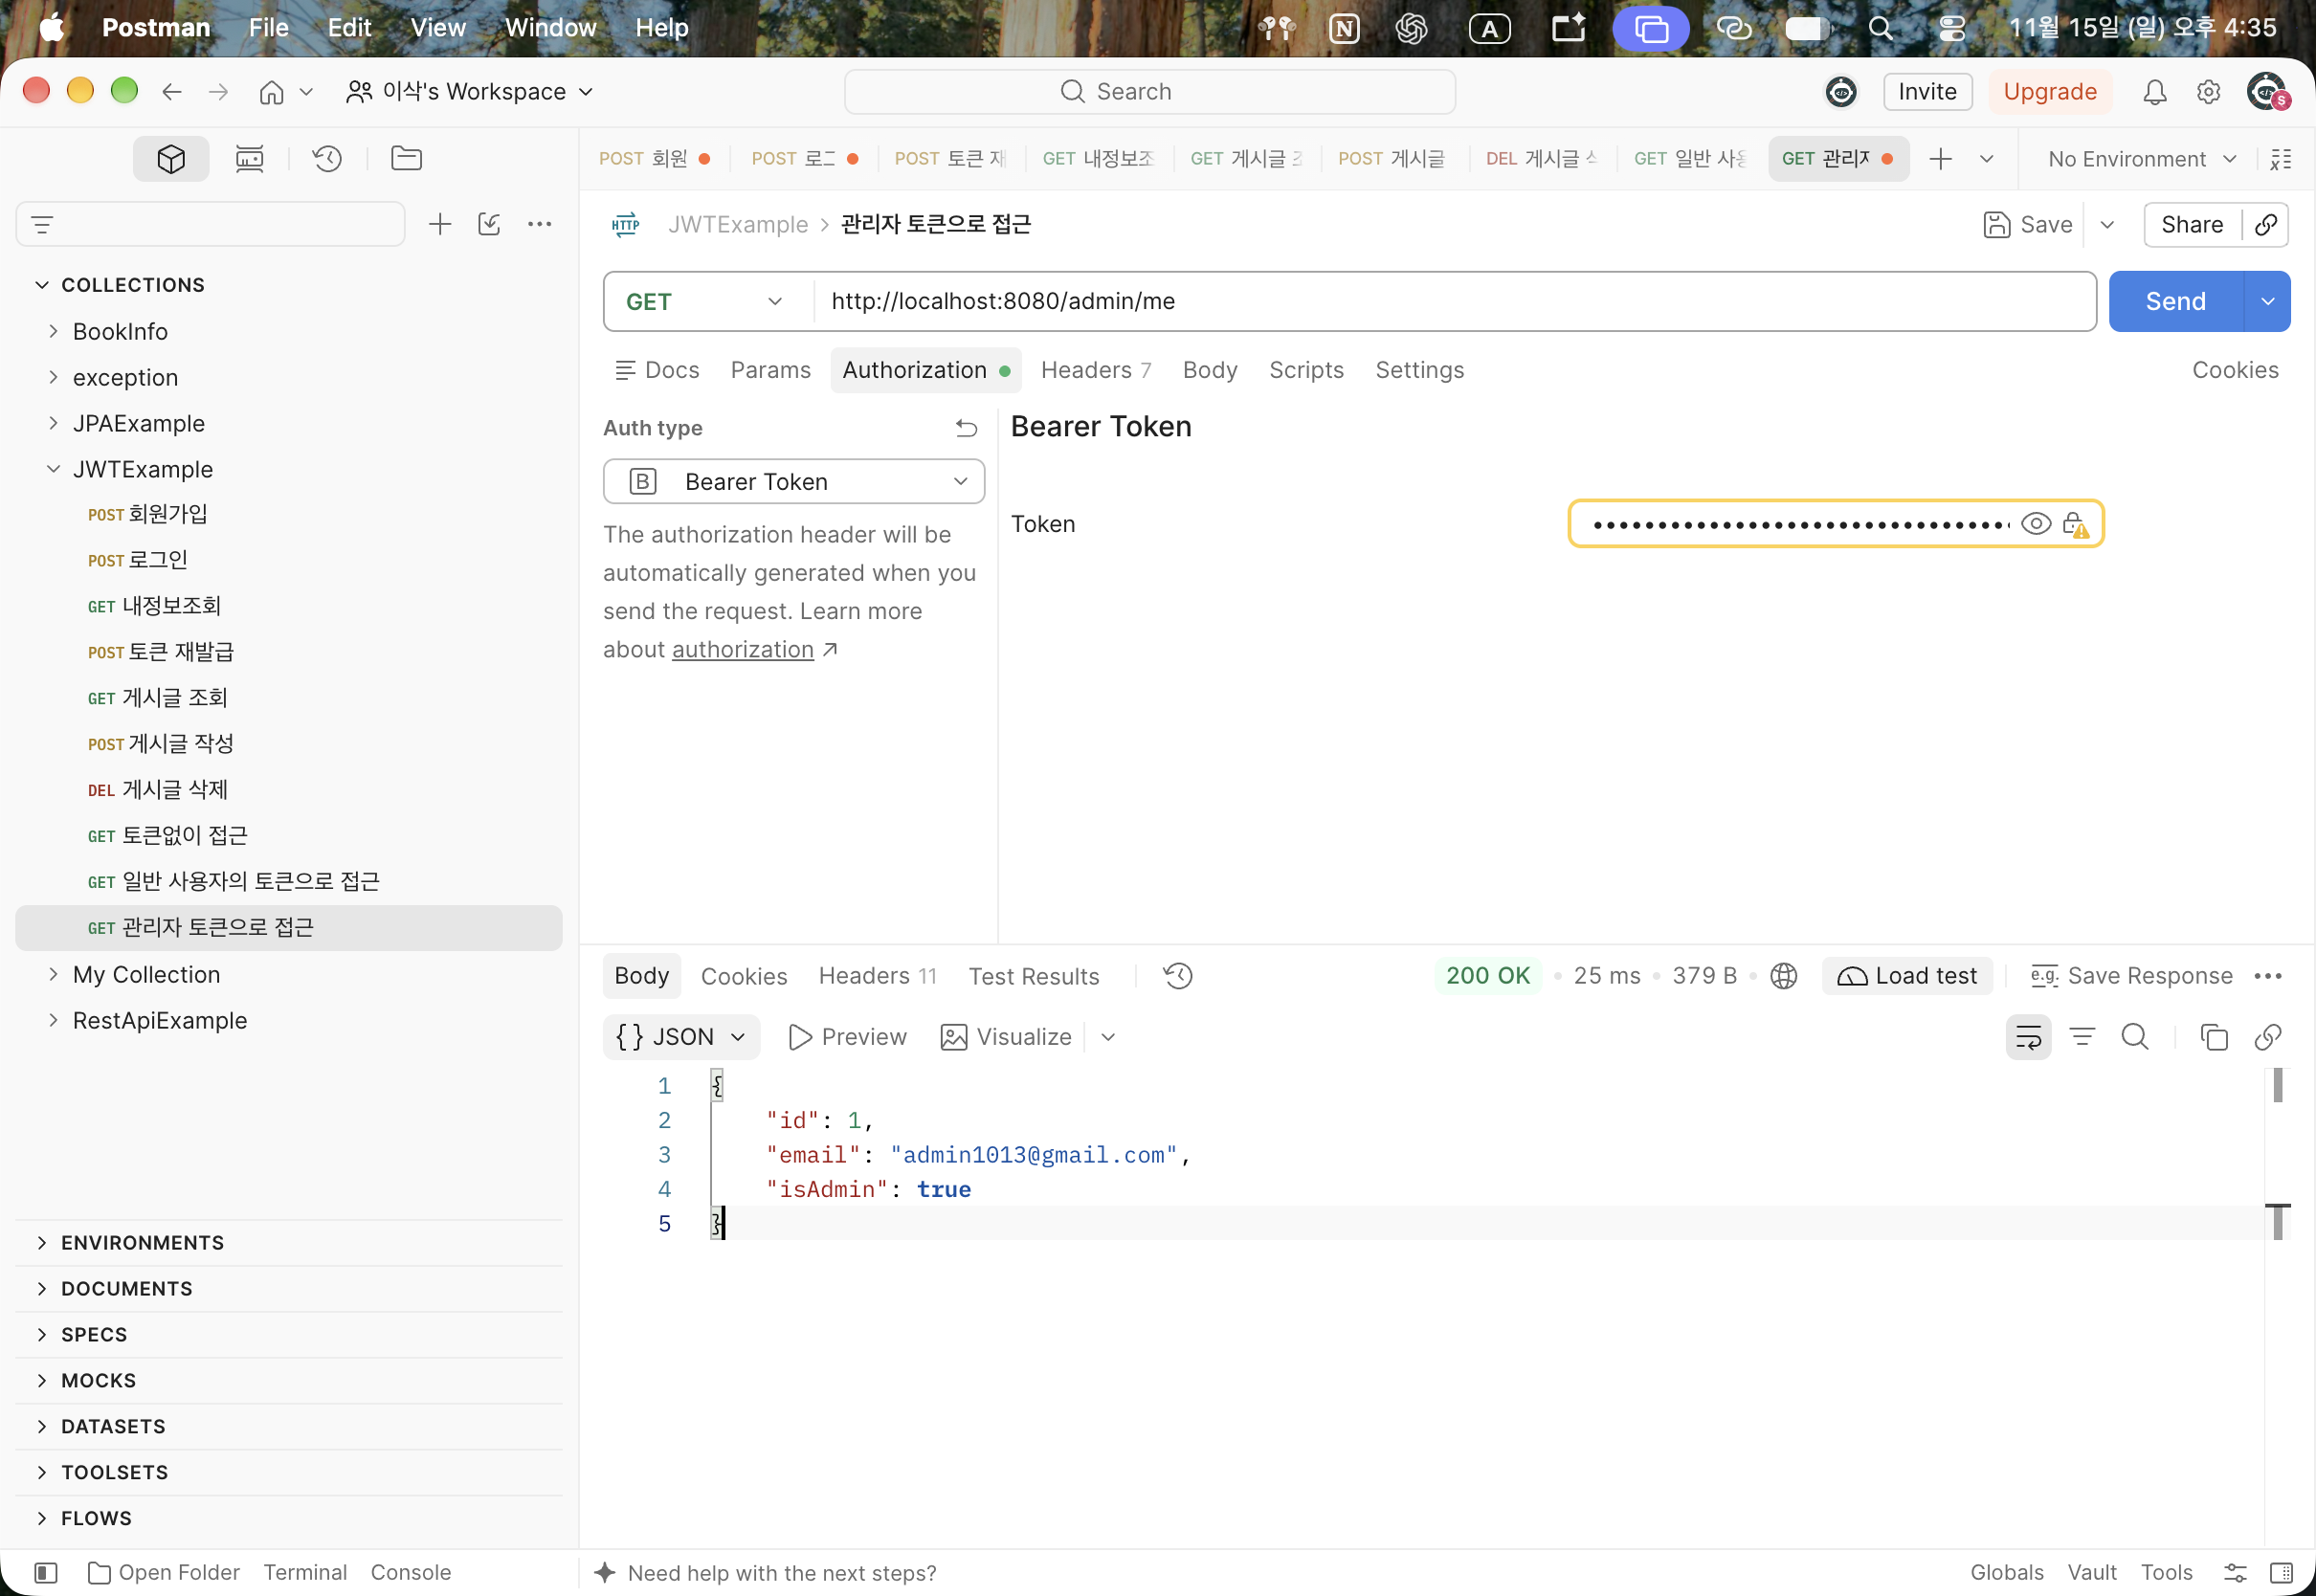 Postman File Edit View Window Help 11월 15일 (일) 오후 4:35
이삭's Workspace Search Invite Upgrade
POST 회원 POST 로그 POST 토큰 재 GET 내정보조 GET 게시글 POST 게시글 DEL 게시글 GET 일반 사용 GET 관리자 No Environment
HTTP JWTExample > 관리자 토큰으로 접근 Save Share
GET http://localhost:8080/admin/me Send
Docs Params Authorization Headers 7 Body Scripts Settings Cookies
COLLECTIONS
BookInfo
exception
JPAExample
JWTExample
POST 회원가입
POST 로그인
GET 내정보조회
POST 토큰 재발급
GET 게시글 조회
POST 게시글 작성
DEL 게시글 삭제
GET 토큰없이 접근
GET 일반 사용자의 토큰으로 접근
GET 관리자 토큰으로 접근
My Collection
RestApiExample
ENVIRONMENTS
DOCUMENTS
SPECS
MOCKS
DATASETS
TOOLSETS
FLOWS
Auth type
B Bearer Token
The authorization header will be
automatically generated when you
send the request. Learn more
about authorization ↗
Bearer Token
Token
Body Cookies Headers 11 Test Results 200 OK • 25 ms • 379 B • Load test e.g. Save Response
{} JSON Preview Visualize
1 {
2 "id": 1,
3 "email": "admin1013@gmail.com",
4 "isAdmin": true
5 }
Open Folder Terminal Console Need help with the next steps? Globals Vault Tools